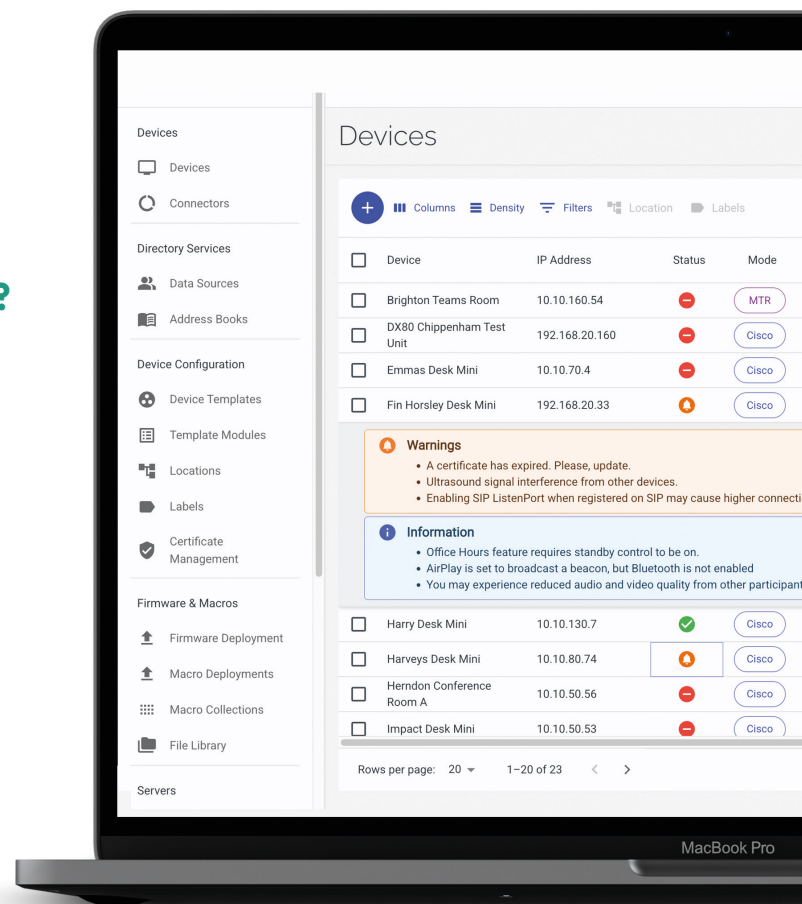 ?
Devices
Devices
Connectors
Directory Services
Data Sources
Address Books
Device Configuration
Device Templates
Template Modules
Locations
Labels
Certificate
Management
Firmware & Macros
Firmware Deployment
Macro Deployments
Macro Collections
File Library
Servers
Devices
+ Columns Density Filters Location Labels
Device IP Address Status Mode
Brighton Teams Room 10.10.160.54 MTR
DX80 Chippenham Test
Unit 192.168.20.160 Cisco
Emmas Desk Mini 10.10.70.4 Cisco
Fin Horsley Desk Mini 192.168.20.33 Cisco
Warnings
• A certificate has expired. Please, update.
• Ultrasound signal interference from other devices.
• Enabling SIP ListenPort when registered on SIP may cause higher connecti
Information
• Office Hours feature requires standby control to be on.
• AirPlay is set to broadcast a beacon, but Bluetooth is not enabled
• You may experience reduced audio and video quality from other participant
Harry Desk Mini 10.10.130.7 Cisco
Harveys Desk Mini 10.10.80.74 Cisco
Herndon Conference
Room A 10.10.50.56 Cisco
Impact Desk Mini 10.10.50.53 Cisco
Rows per page: 20 1–20 of 23 < >
MacBook Pro